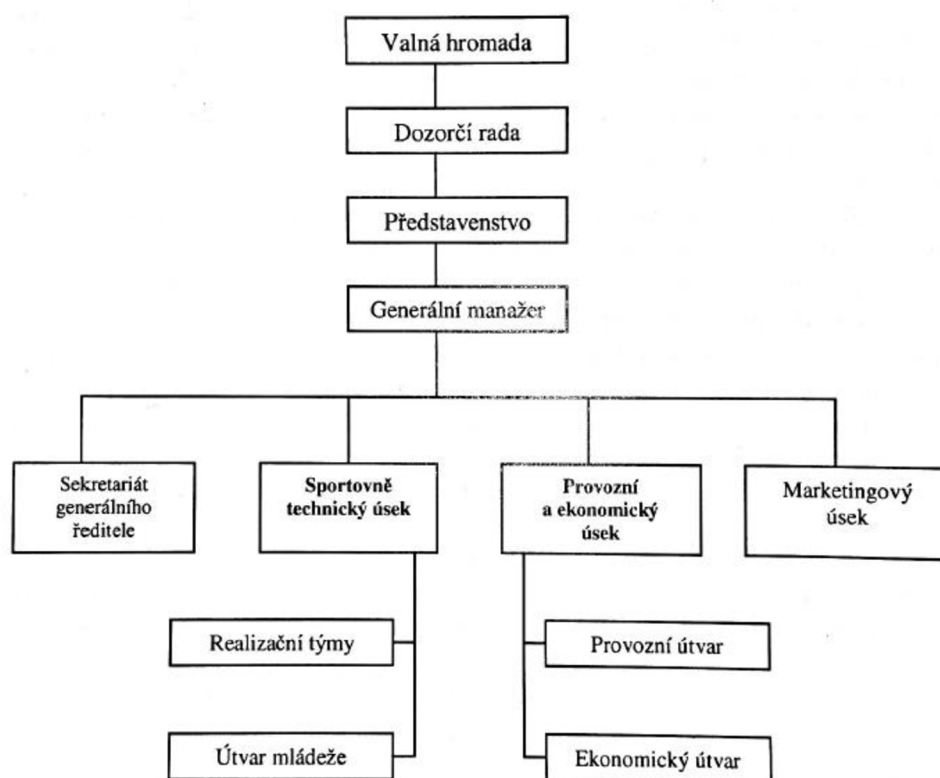 Valná hromada
Dozorčí rada
Představenstvo
Generální manažer
Sekretariát
generálního
ředitele
Sportovně
technický úsek
Provozní
a ekonomický
úsek
Marketingový
úsek
Realizační týmy
Provozní útvar
Útvar mládeže
Ekonomický útvar